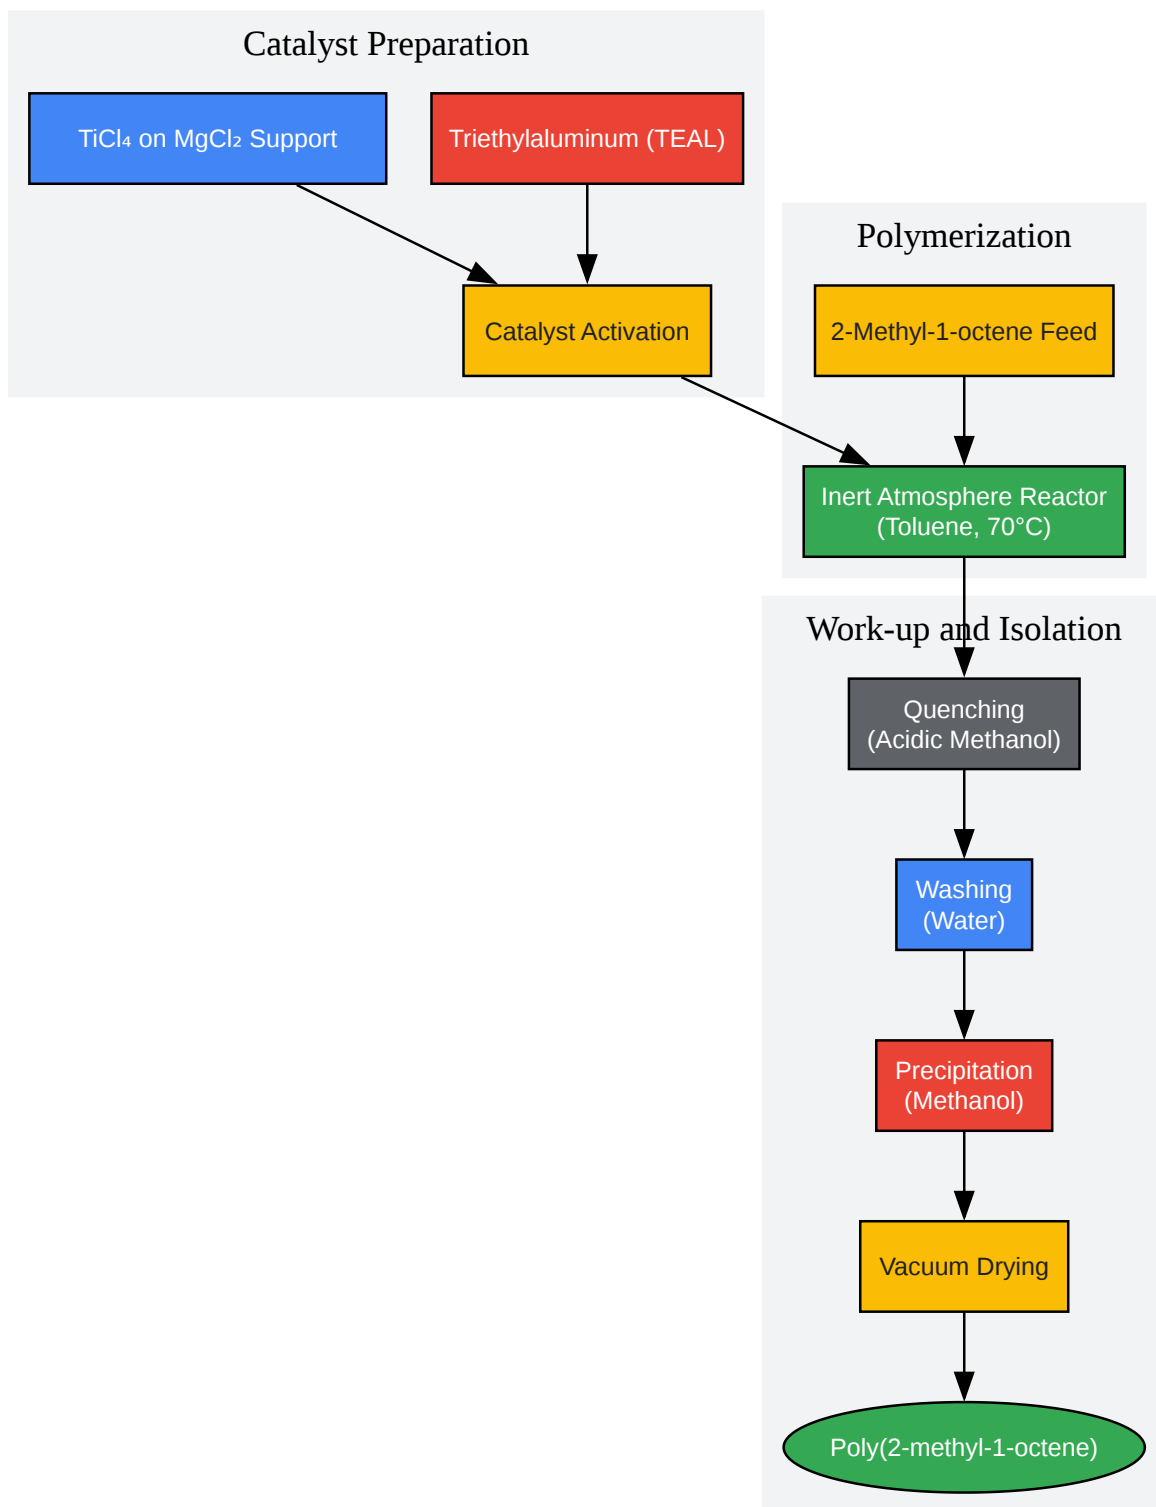 Catalyst Preparation
TiCl₄ on MgCl₂ Support
Triethylaluminum (TEAL)
Catalyst Activation
Polymerization
2-Methyl-1-octene Feed
Inert Atmosphere Reactor
(Toluene, 70°C)
Work-up and Isolation
Quenching
(Acidic Methanol)
Washing
(Water)
Precipitation
(Methanol)
Vacuum Drying
Poly(2-methyl-1-octene)